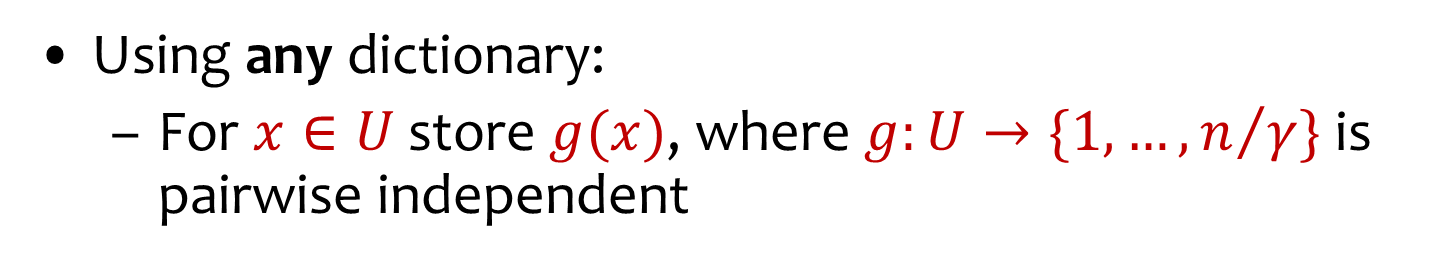 • Using any dictionary:
– For x ∈ U store g(x), where g: U → {1, … , n/γ} is
pairwise independent